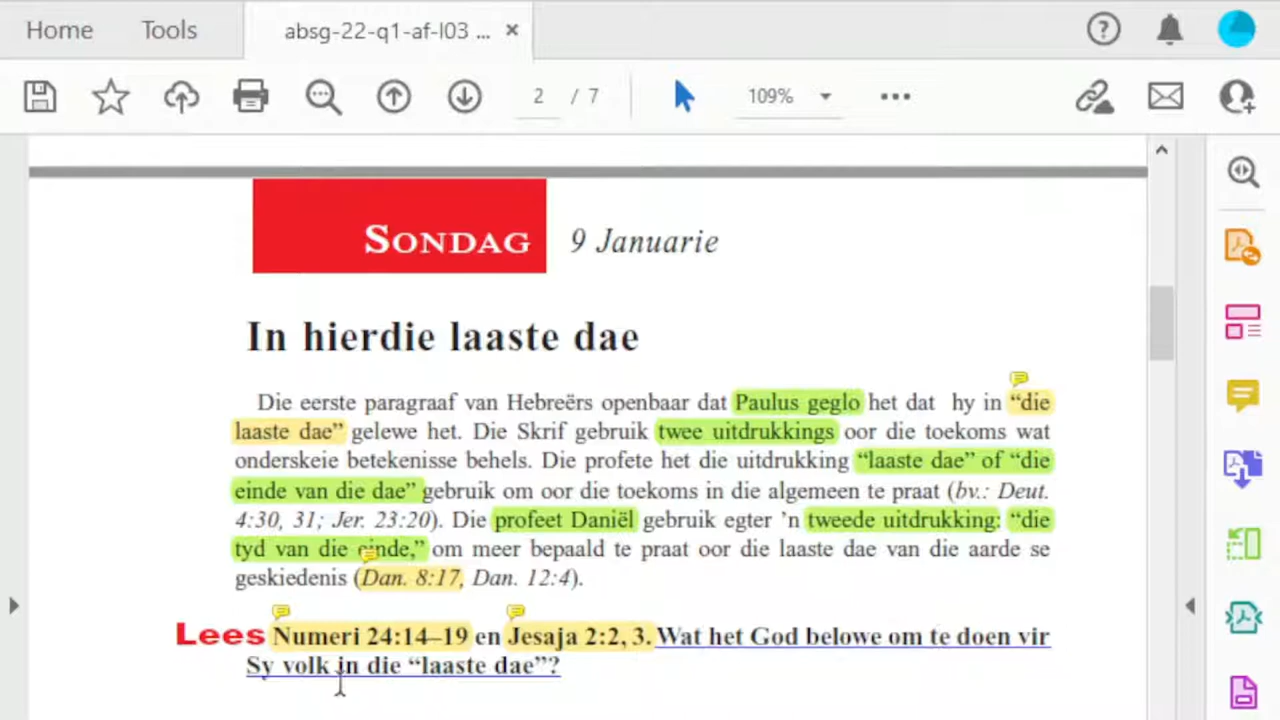 Home Tools absg-22-q1-af-l03 ...
2 / 7 109%
SONDAG 9 Januarie
In hierdie laaste dae
Die eerste paragraaf van Hebreërs openbaar dat Paulus geglo het dat hy in “die
laaste dae” gelewe het. Die Skrif gebruik twee uitdrukkings oor die toekoms wat
onderskeie betekenisse behels. Die profete het die uitdrukking “laaste dae” of “die
einde van die dae” gebruik om oor die toekoms in die algemeen te praat (bv.: Deut.
4:30, 31; Jer. 23:20). Die profeet Daniël gebruik egter ’n tweede uitdrukking: “die
tyd van die einde,” om meer bepaald te praat oor die laaste dae van die aarde se
geskiedenis (Dan. 8:17, Dan. 12:4).
Lees Numeri 24:14–19 en Jesaja 2:2, 3. Wat het God belowe om te doen vir
Sy volk in die “laaste dae”?